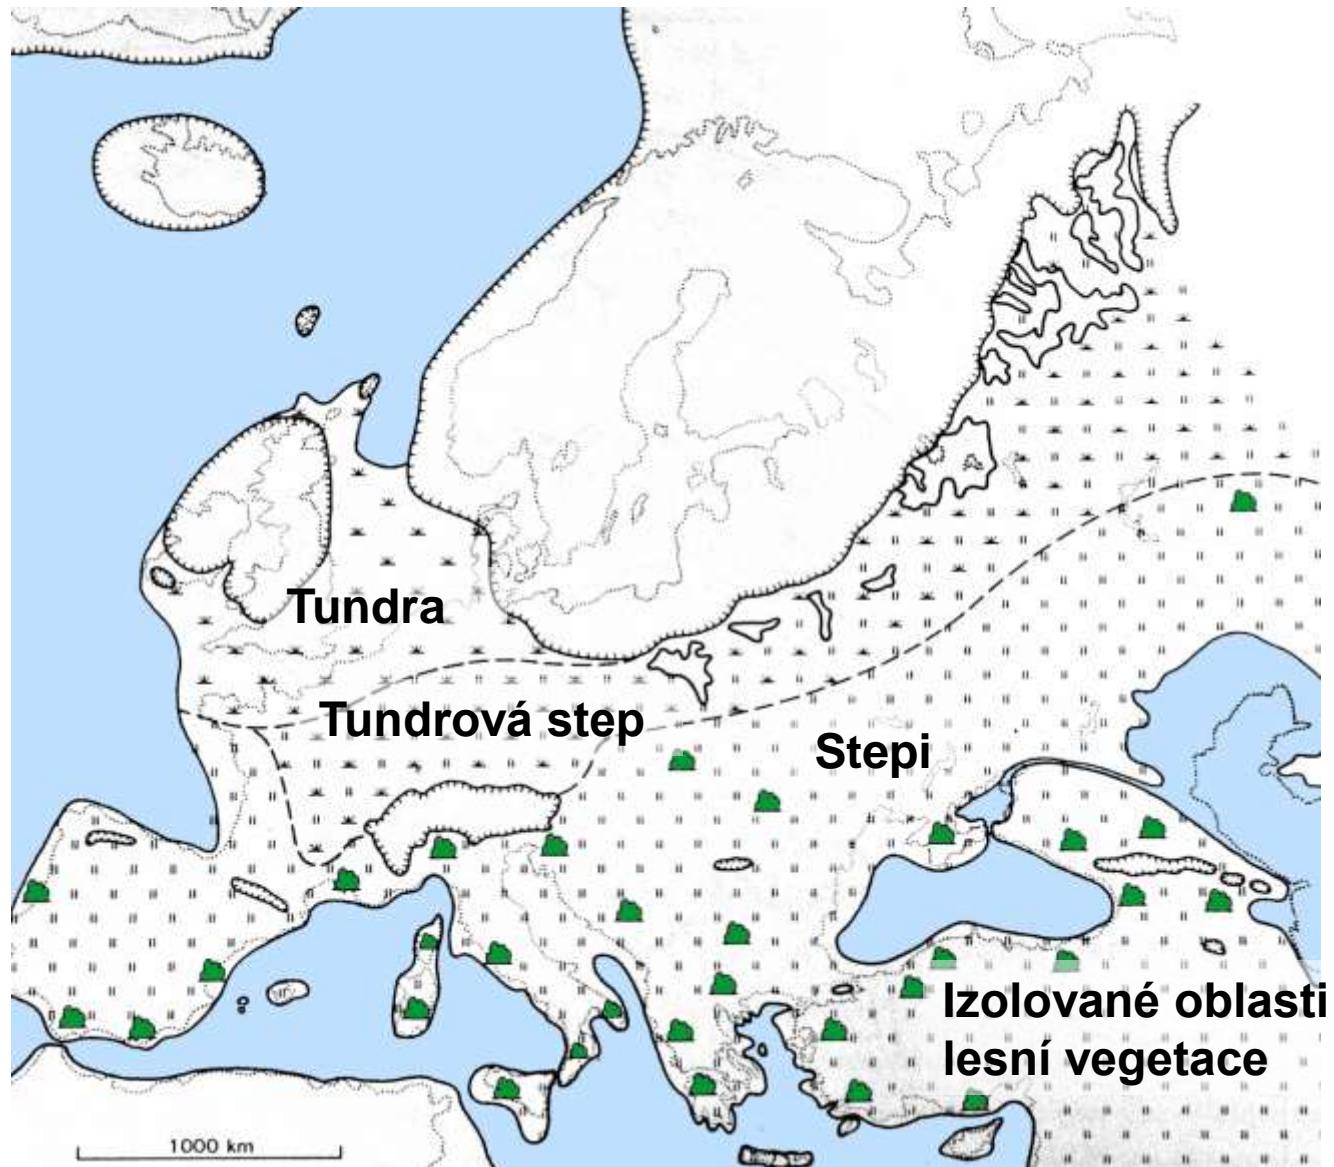 Tundra
Tundrová step
Stepi
Izolované oblasti
lesní vegetace
1000 km